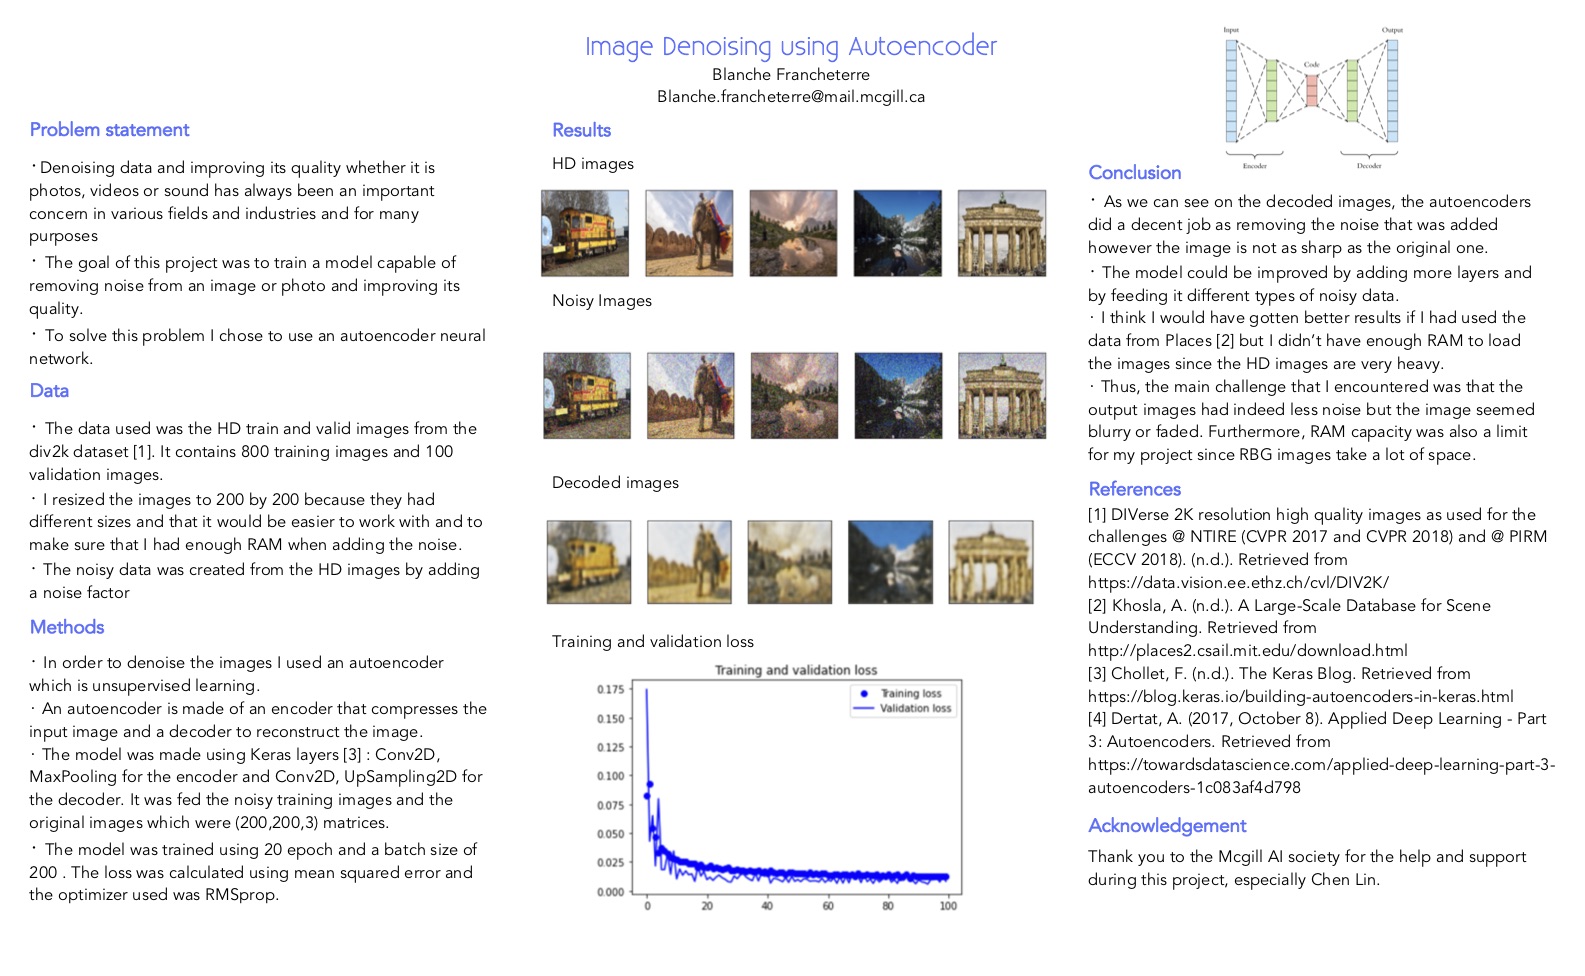 Image Denoising using Autoencoder
Blanche Francheterre
Blanche.francheterre@mail.mcgill.ca
Problem statement
· Denoising data and improving its quality whether it is
photos, videos or sound has always been an important
concern in various fields and industries and for many
purposes
· The goal of this project was to train a model capable of
removing noise from an image or photo and improving its
quality.
· To solve this problem I chose to use an autoencoder neural
network.
Data
· The data used was the HD train and valid images from the
div2k dataset [1]. It contains 800 training images and 100
validation images.
· I resized the images to 200 by 200 because they had
different sizes and that it would be easier to work with and to
make sure that I had enough RAM when adding the noise.
· The noisy data was created from the HD images by adding
a noise factor
Methods
· In order to denoise the images I used an autoencoder
which is unsupervised learning.
· An autoencoder is made of an encoder that compresses the
input image and a decoder to reconstruct the image.
· The model was made using Keras layers [3] : Conv2D,
MaxPooling for the encoder and Conv2D, UpSampling2D for
the decoder. It was fed the noisy training images and the
original images which were (200,200,3) matrices.
· The model was trained using 20 epoch and a batch size of
200 . The loss was calculated using mean squared error and
the optimizer used was RMSprop.
Results
HD images
Noisy Images
Decoded images
Training and validation loss
Training and validation loss
Training loss
Validation loss
0.175
0.150
0.125
0.100
0.075
0.050
0.025
0.000
0 20 40 60 80 100
Input
Output
Code
Encoder
Decoder
Conclusion
· As we can see on the decoded images, the autoencoders
did a decent job as removing the noise that was added
however the image is not as sharp as the original one.
· The model could be improved by adding more layers and
by feeding it different types of noisy data.
· I think I would have gotten better results if I had used the
data from Places [2] but I didn’t have enough RAM to load
the images since the HD images are very heavy.
· Thus, the main challenge that I encountered was that the
output images had indeed less noise but the image seemed
blurry or faded. Furthermore, RAM capacity was also a limit
for my project since RBG images take a lot of space.
References
[1] DIVerse 2K resolution high quality images as used for the
challenges @ NTIRE (CVPR 2017 and CVPR 2018) and @ PIRM
(ECCV 2018). (n.d.). Retrieved from
https://data.vision.ee.ethz.ch/cvl/DIV2K/
[2] Khosla, A. (n.d.). A Large-Scale Database for Scene
Understanding. Retrieved from
http://places2.csail.mit.edu/download.html
[3] Chollet, F. (n.d.). The Keras Blog. Retrieved from
https://blog.keras.io/building-autoencoders-in-keras.html
[4] Dertat, A. (2017, October 8). Applied Deep Learning - Part
3: Autoencoders. Retrieved from
https://towardsdatascience.com/applied-deep-learning-part-3-
autoencoders-1c083af4d798
Acknowledgement
Thank you to the Mcgill AI society for the help and support
during this project, especially Chen Lin.